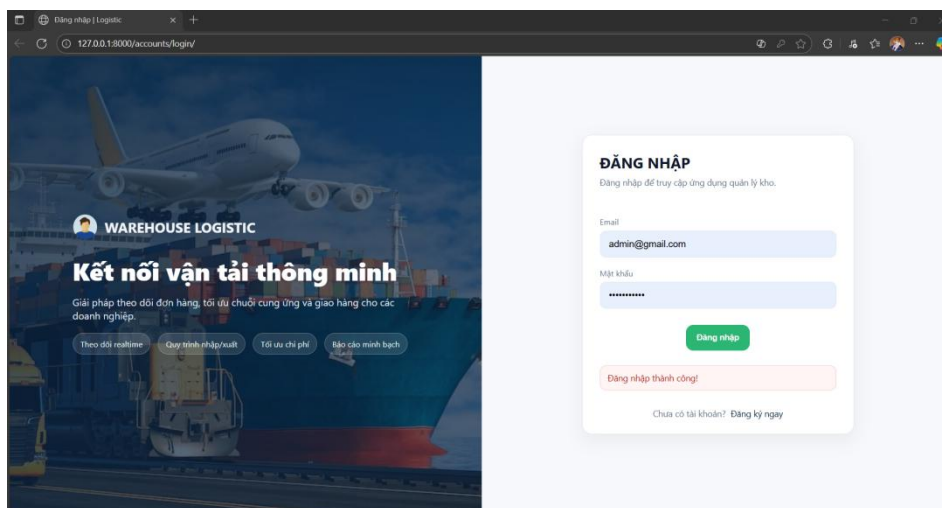 Đăng nhập | Logistic
127.0.0.1:8000/accounts/login/
WAREHOUSE LOGISTIC
Kết nối vận tải thông minh
Giải pháp theo dõi đơn hàng, tối ưu chuỗi cung ứng và giao hàng cho các
doanh nghiệp.
Theo dõi realtime
Quy trình nhập/xuất
Tối ưu chi phí
Báo cáo minh bạch
ĐĂNG NHẬP
Đăng nhập để truy cập ứng dụng quản lý kho.
Email
admin@gmail.com
Mật khẩu
•••••••••••
Đăng nhập
Đăng nhập thành công!
Chưa có tài khoản? Đăng ký ngay